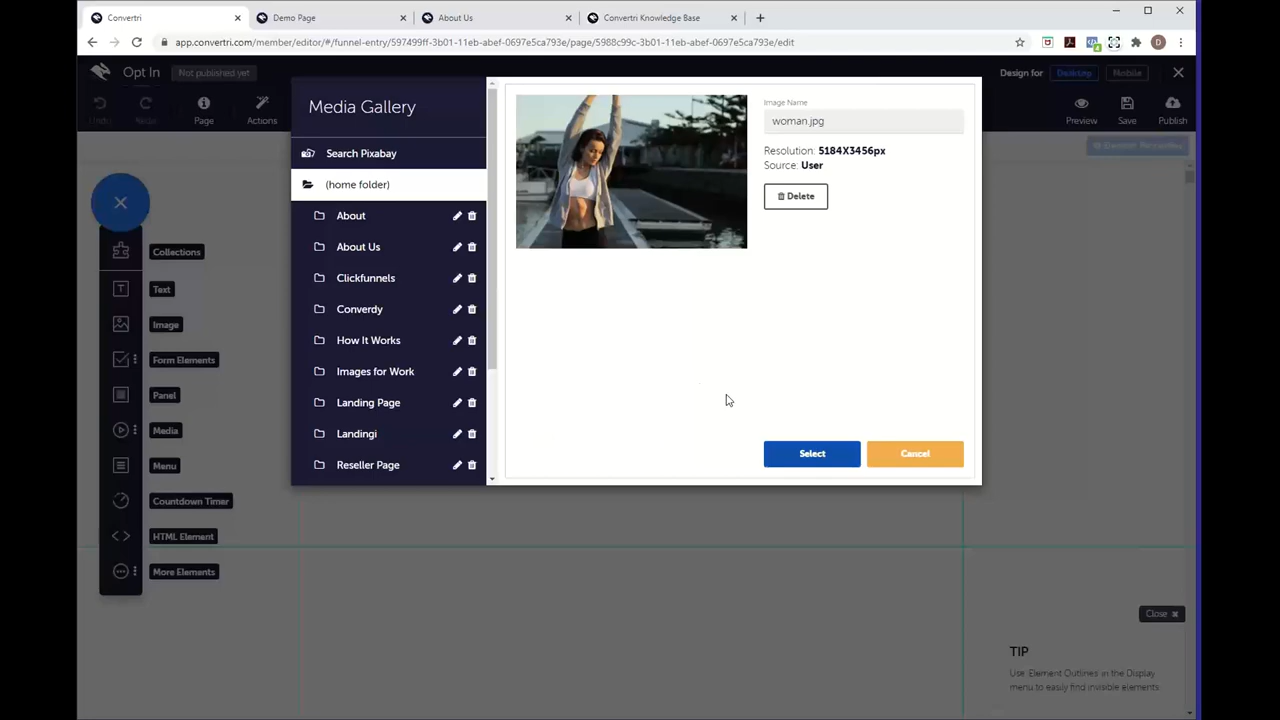 Convertri
Demo Page
About Us
Convertri Knowledge Base
app.convertri.com/member/editor/#/funnel-entry/597499ff-3b01-11eb-abef-0697e5ca793e/page/5988c99c-3b01-11eb-abef-0697e5ca793e/edit
D
Opt In
Not published yet
Design for
Desktop
Mobile
Undo
Redo
Page
Actions
Preview
Save
Publish
Media Gallery
Search Pixabay
(home folder)
About
About Us
Clickfunnels
Converdy
How It Works
Images for Work
Landing Page
Landingi
Reseller Page
Image Name
woman.jpg
Resolution: 5184X3456px
Source: User
Delete
Select
Cancel
Collections
Text
Image
Form Elements
Panel
Media
Menu
Countdown Timer
HTML Element
More Elements
Close
TIP
Use Element Outlines in the Display
menu to easily find invisible elements